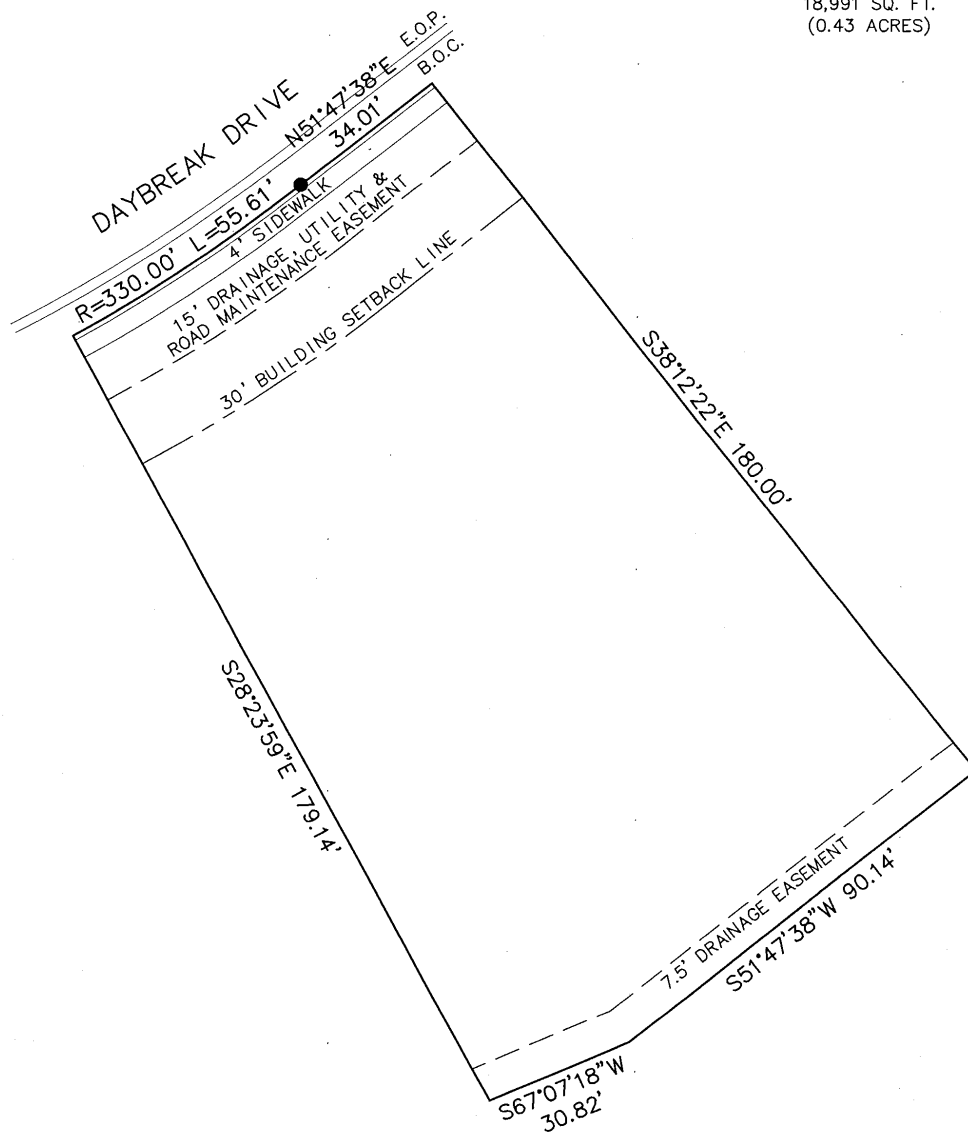 18,991 SQ. FT.
(0.43 ACRES)
E.O.P.
B.O.C.
DAYBREAK DRIVE
N51°47'38"E
34.01'
R=330.00' L=55.61'
4' SIDEWALK
15' DRAINAGE, UTILITY &
ROAD MAINTENANCE EASEMENT
30' BUILDING SETBACK LINE
S38°12'22"E 180.00'
S28°23'59"E 179.14'
7.5' DRAINAGE EASEMENT
S51°47'38"W 90.14'
S67°07'18"W
30.82'